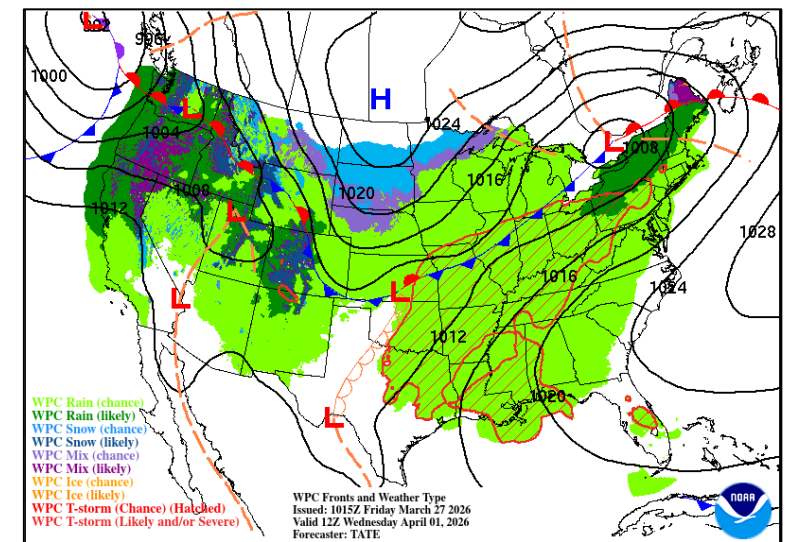 992
996
1000
1004
1024
1008
1008
1016
1020
1012
1028
1016
1024
1012
1020
H
L
L
L
L
L
L
L
WPC Rain (chance)
WPC Rain (likely)
WPC Snow (chance)
WPC Snow (likely)
WPC Mix (chance)
WPC Mix (likely)
WPC Ice (chance)
WPC Ice (likely)
WPC T-storm (Chance) (Hatched)
WPC T-storm (Likely and/or Severe)
WPC Fronts and Weather Type
Issued: 1015Z Friday March 27 2026
Valid 12Z Wednesday April 01, 2026
Forecaster: TATE
NOAA